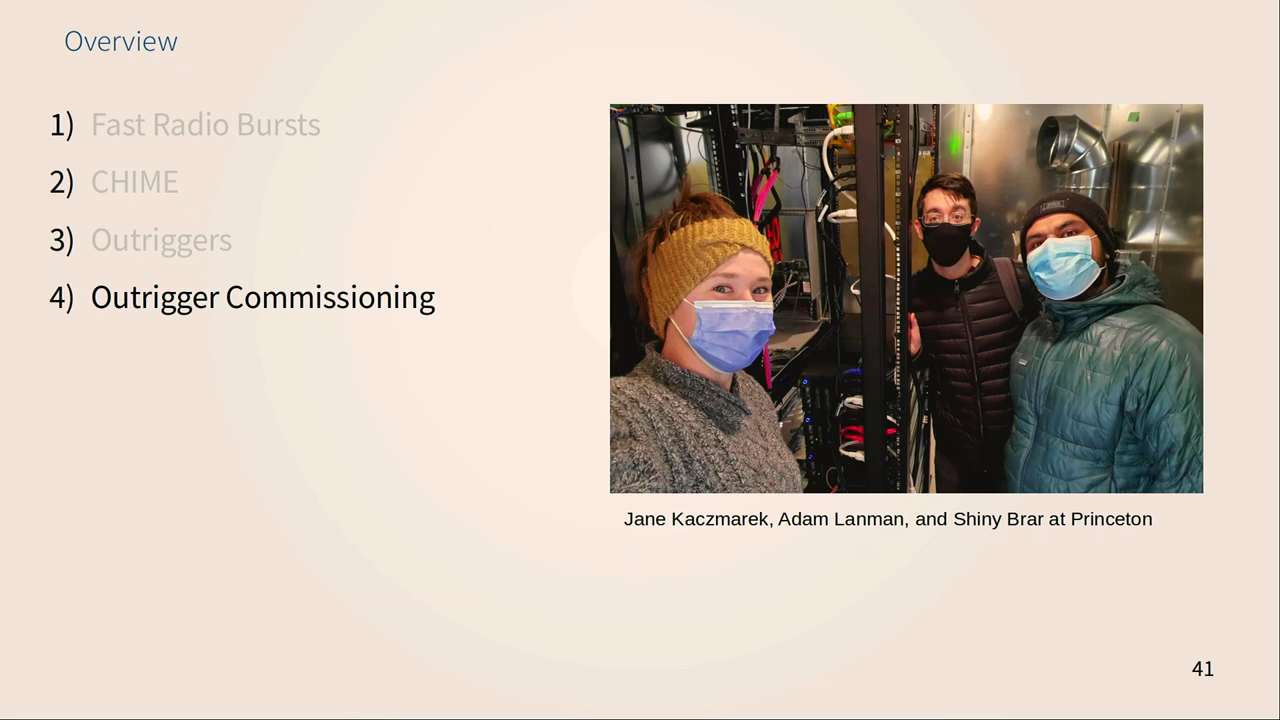 Overview
1) Fast Radio Bursts
2) CHIME
3) Outriggers
4) Outrigger Commissioning
Jane Kaczmarek, Adam Lanman, and Shiny Brar at Princeton
41